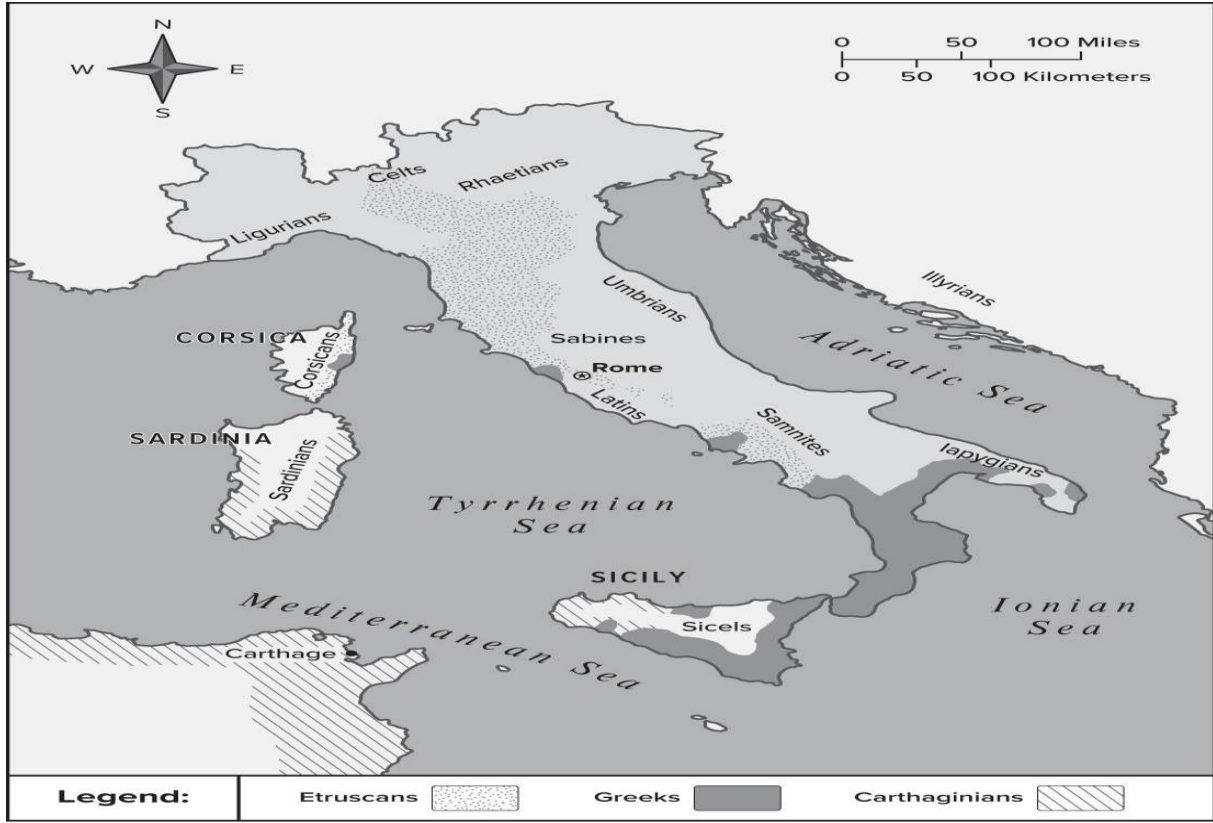 N
W E
S
0 50 100 Miles
0 50 100 Kilometers
Celts
Rhaetians
Ligurians
Umbrians
Illyrians
CORSICA
Corsicans
Sabines
Rome
Latins
Adriatic Sea
SARDINIA
Sardinians
Samnites
Iapygians
Tyrrhenian
Sea
SICILY
Sicels
Mediterranean Sea
Ionian
Sea
Carthage
Legend: Etruscans Greeks Carthaginians